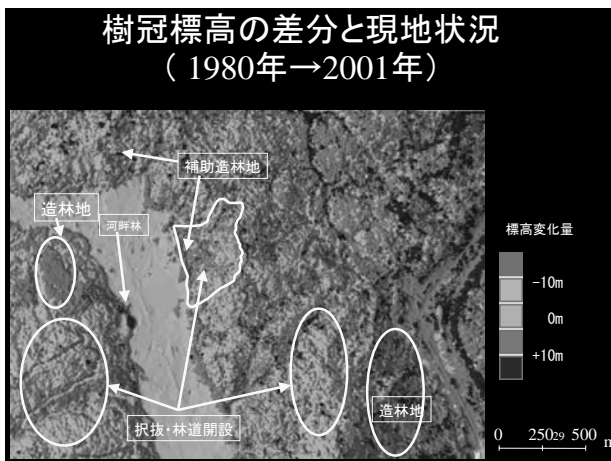 樹冠標高の差分と現地状況
( 1980年→2001年)
補助造林地
造林地
河畔林
標高変化量
-10m
0m
+10m
造林地
択抜・林道開設
0 250 29 500 m